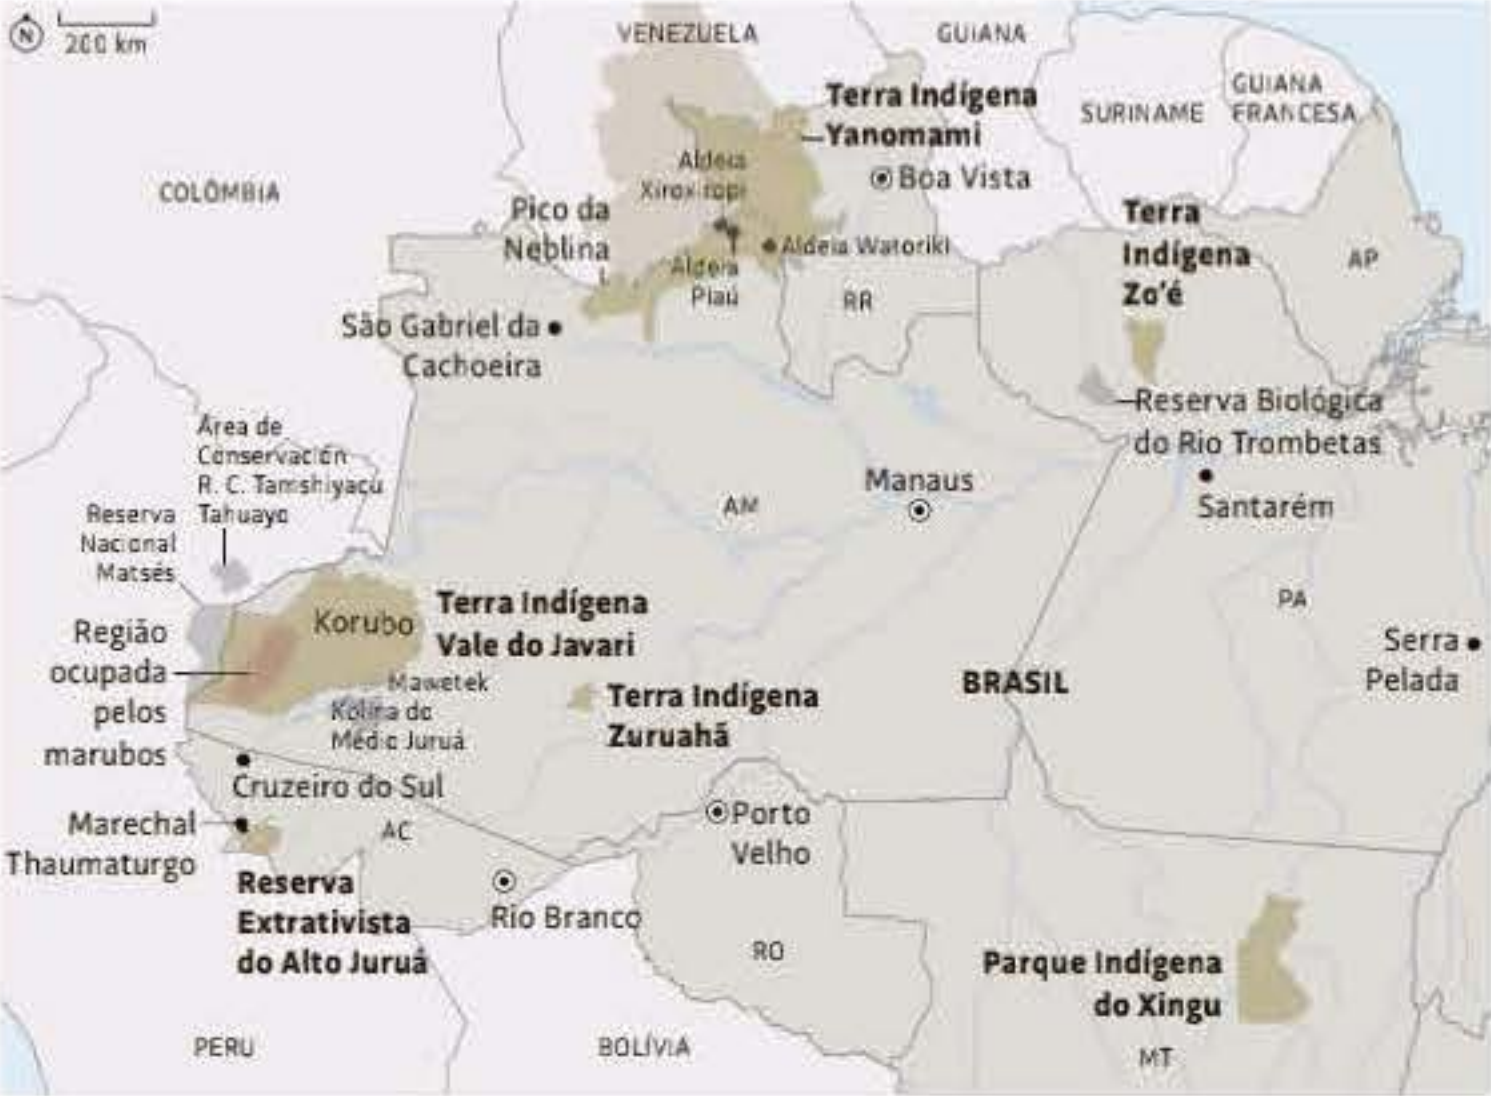 N
200 km
VENEZUELA
GUIANA
SURINAME
GUIANA
FRANCESA
COLÔMBIA
Terra Indígena
Yanomami
Boa Vista
Aldeia
Xiroxiropi
Pico da
Neblina
Aldeia Watoriki
Aldeia
Piaú
RR
Terra
Indígena
Zo'é
AP
São Gabriel da
Cachoeira
Reserva Biológica
do Rio Trombetas
Santarém
Área de
Conservación
R. C. Tamshiyacu
Tahuayo
Reserva
Nacional
Matsés
Manaus
AM
PA
Região
ocupada
pelos
marubos
Korubo
Terra Indígena
Vale do Javari
Mawetek
Kolina do
Médio Juruá
Terra Indígena
Zuruahã
BRASIL
Serra
Pelada
Cruzeiro do Sul
Marechal
Thaumaturgo
AC
Porto
Velho
Reserva
Extrativista
do Alto Juruá
Rio Branco
RO
Parque Indígena
do Xingu
PERU
BOLÍVIA
MT